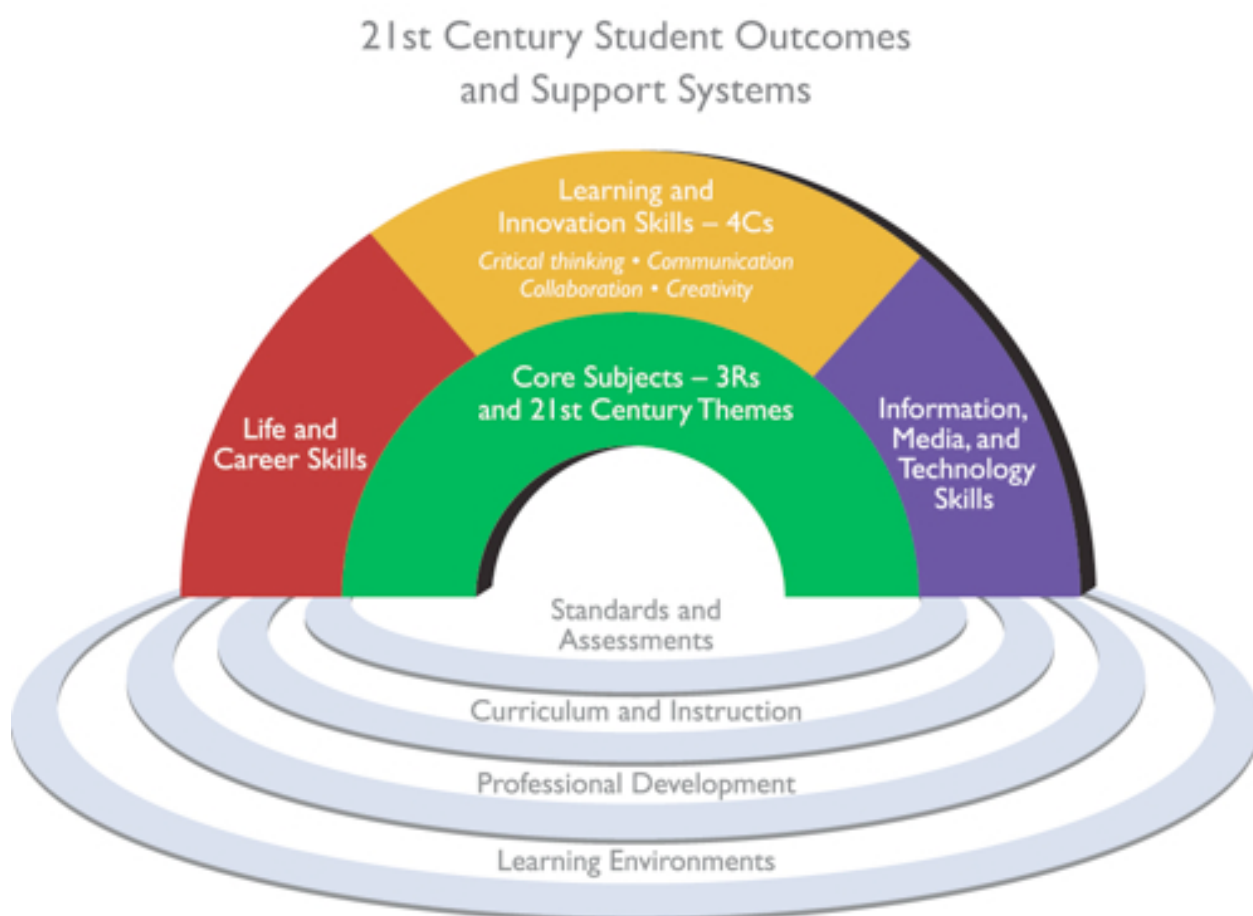 21st Century Student Outcomes
and Support Systems
Learning and
Innovation Skills – 4Cs
Critical thinking • Communication
Collaboration • Creativity
Core Subjects – 3Rs
and 21st Century Themes
Life and
Career Skills
Information,
Media, and
Technology
Skills
Standards and
Assessments
Curriculum and Instruction
Professional Development
Learning Environments